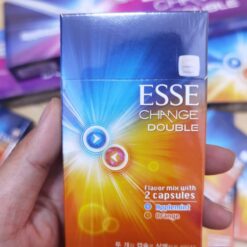 ESSE
CHANGE
DOUBLE
Flavor mix with
2 capsules
Applemint
Orange